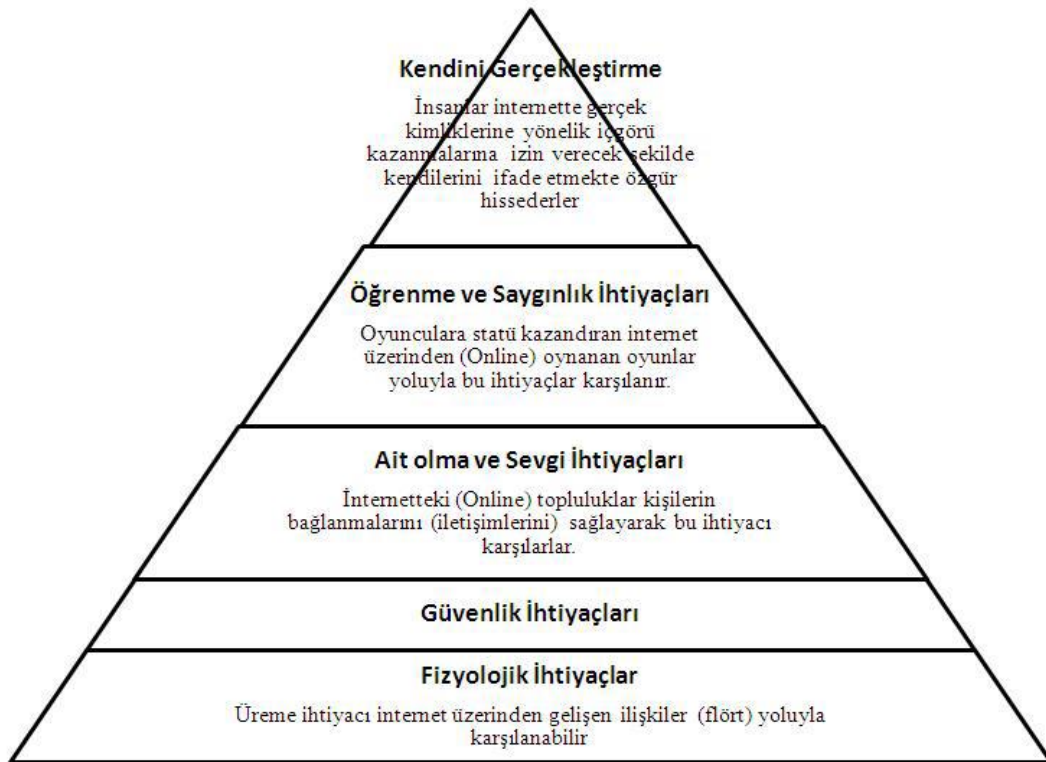 Kendini Gerçekleştirme
İnsanlar internette gerçek
kimliklerine yönelik içgörü
kazanmalarına izin verecek şekilde
kendilerini ifade etmekte özgür
hissederler
Öğrenme ve Saygınlık İhtiyaçları
Oyunculara statü kazandıran internet
üzerinden (Online) oynanan oyunlar
yoluyla bu ihtiyaçlar karşılanır.
Ait olma ve Sevgi İhtiyaçları
İnternetteki (Online) topluluklar kişilerin
bağlanmalarını (iletişimlerini) sağlayarak bu ihtiyacı
karşılarlar.
Güvenlik İhtiyaçları
Fizyolojik İhtiyaçlar
Üreme ihtiyacı internet üzerinden gelişen ilişkiler (flört) yoluyla
karşılanabilir